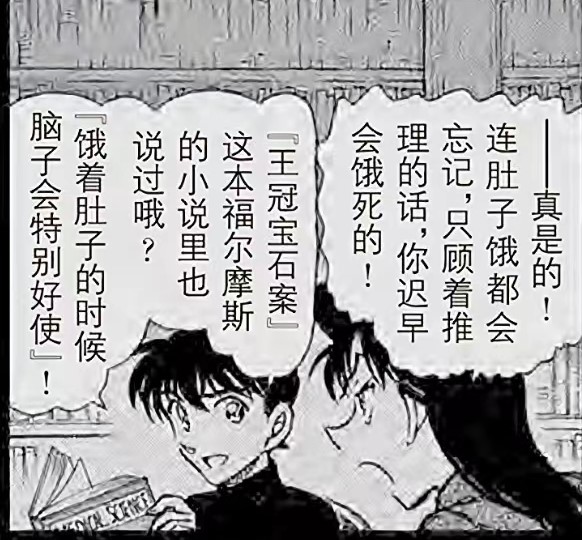 ——真是的！
连肚子饿都会
忘记，只顾着推
理的话，你迟早
会饿死的！
『王冠宝石案』
这本福尔摩斯
的小说里也
说过哦？
『饿着肚子的时候
脑子会特别好使』！
MEDICAL SCIENCE